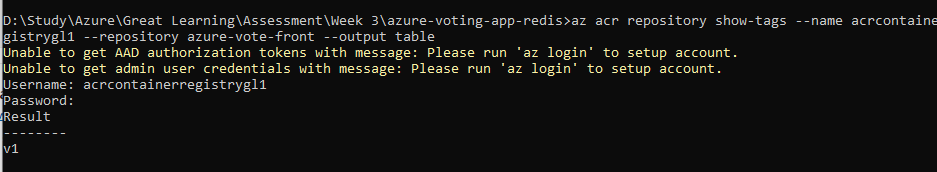 D:\Study\Azure\Great Learning\Assessment\Week 3\azure-voting-app-redis>az acr repository show-tags --name acrcontaine
gistrygl1 --repository azure-vote-front --output table
Unable to get AAD authorization tokens with message: Please run 'az login' to setup account.
Unable to get admin user credentials with message: Please run 'az login' to setup account.
Username: acrcontainerregistrygl1
Password:
Result
--------
v1